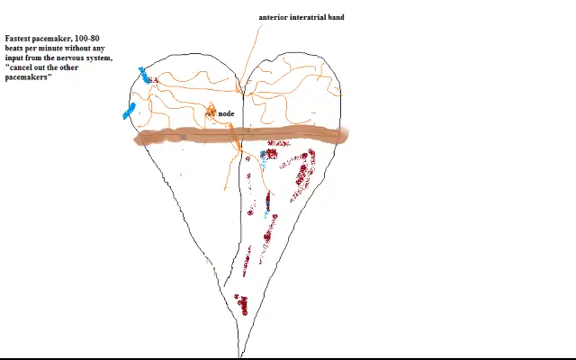 anterior interatrial band
Fastest pacemaker, 100-80
beats per minute without any
input from the nervous system,
"cancel out the other
pacemakers"
SA
AV node